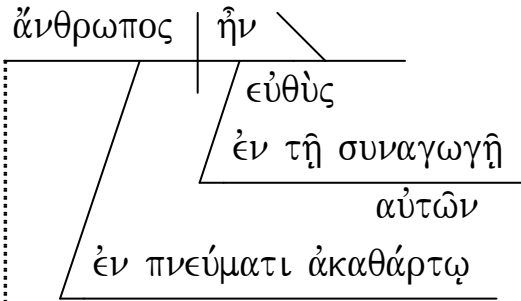 ἄνθρωπος ἦν
εὐθὺς
ἐν τῇ συναγωγῇ
αὐτῶν
ἐν πνεύματι ἀκαθάρτῳ